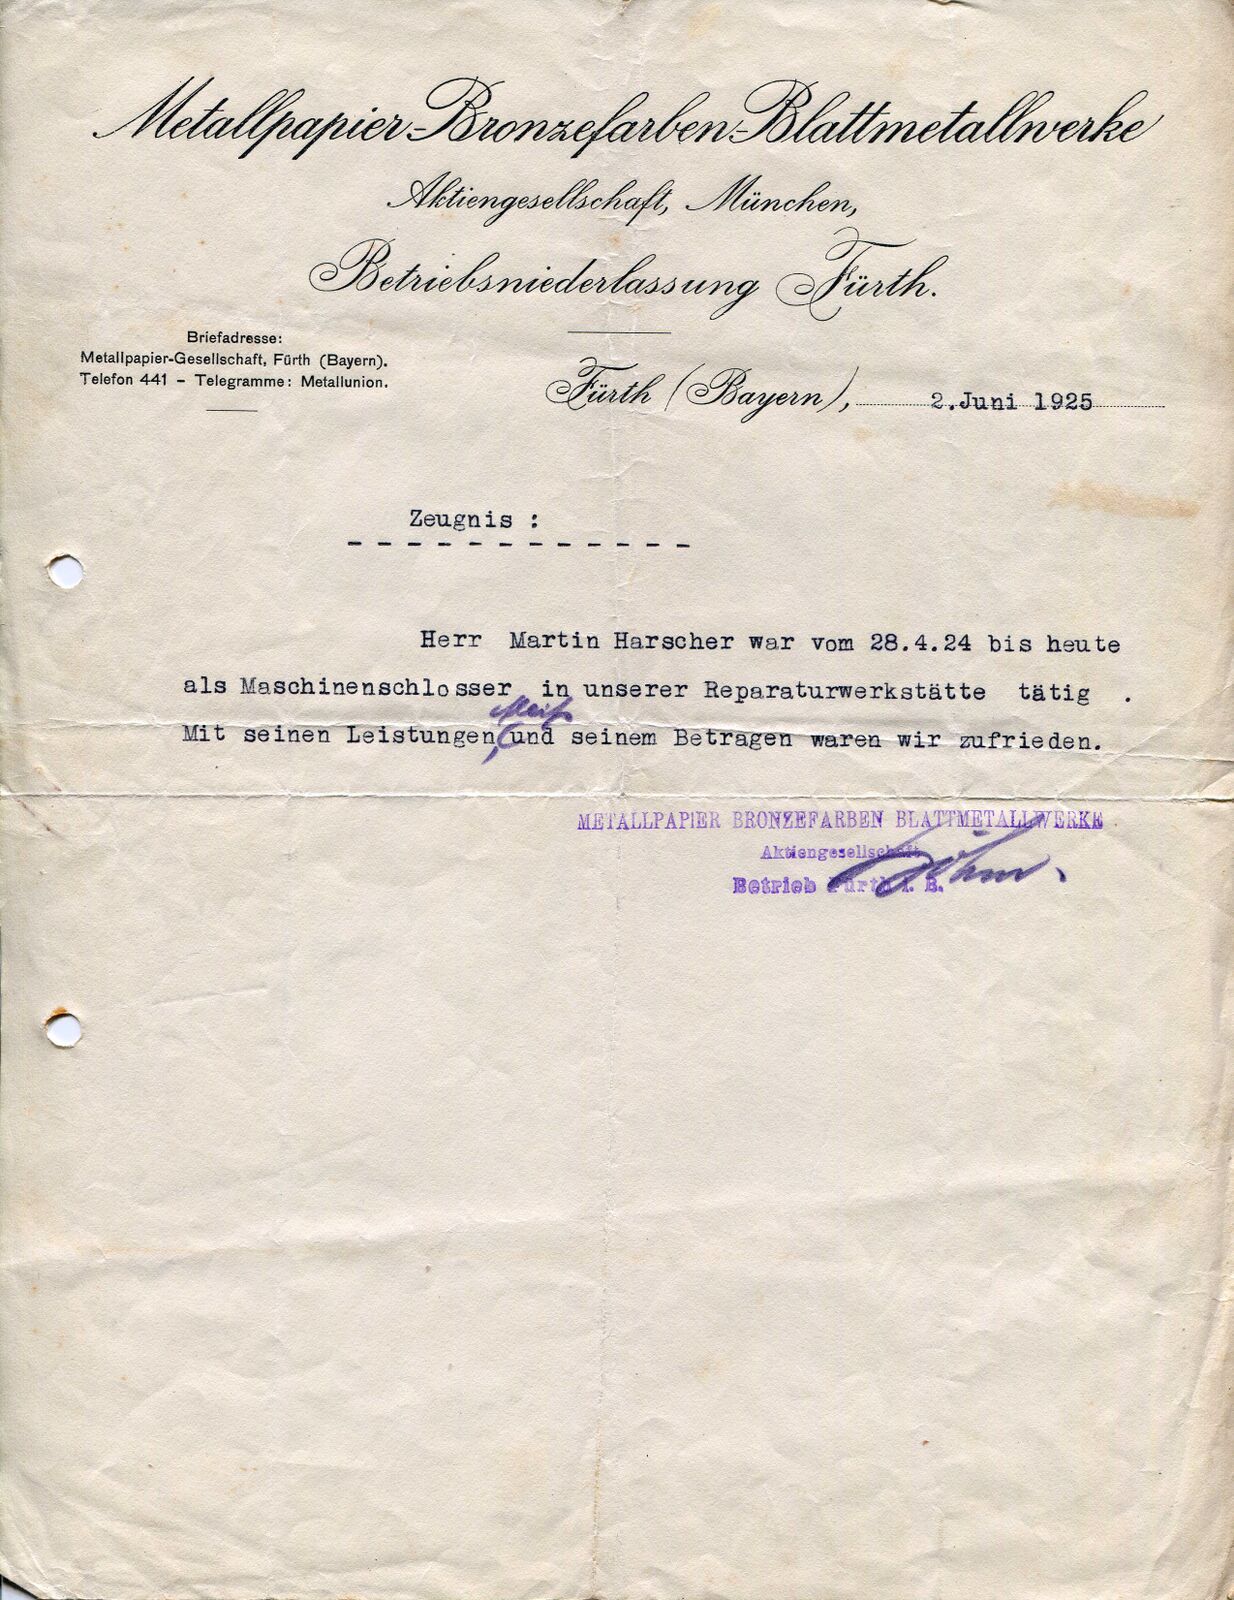 Metallpapier-Bronzefarben-Blattmetallwerke
Aktiengesellschaft, München,
Betriebsniederlassung Fürth.
Briefadresse:
Metallpapier-Gesellschaft, Fürth (Bayern).
Telefon 441 - Telegramme: Metallunion.
Fürth (Bayern), 2.Juni 1925
Zeugnis :
Herr Martin Harscher war vom 28.4.24 bis heute
als Maschinenschlosser in unserer Reparaturwerkstätte tätig .
Mit seinen Leistungen, und seinem Betragen waren wir zufrieden.
METALLPAPIER BRONZEFARBEN BLATTMETALLWERKE
Aktiengesellschaft
Betrieb Fürth i. B.